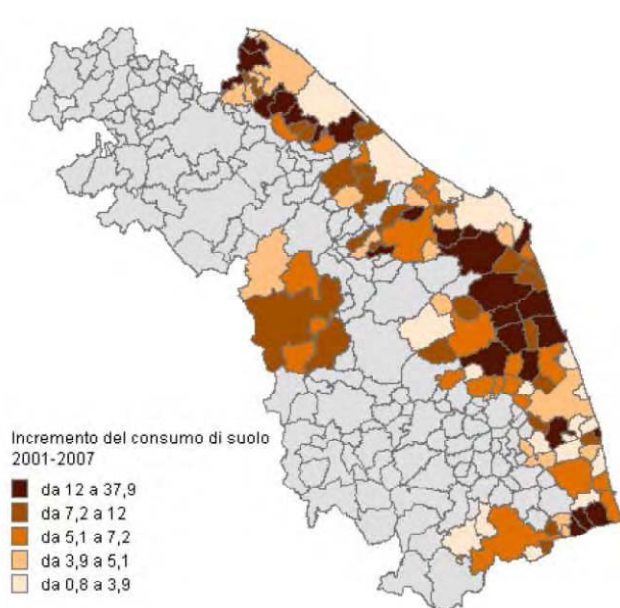 Incremento del consumo di suolo
2001-2007
da 12 a 37,9
da 7,2 a 12
da 5,1 a 7,2
da 3,9 a 5,1
da 0,8 a 3,9